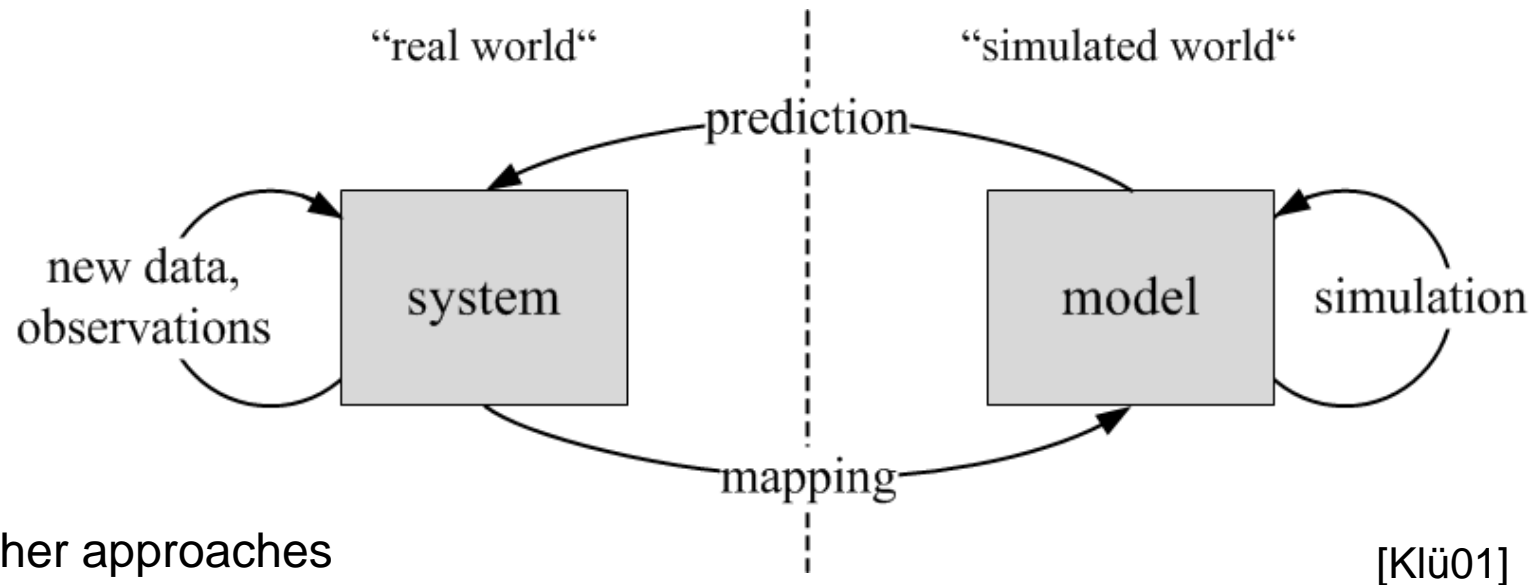 “real world“
“simulated world“
prediction
new data,
observations
system
model
simulation
mapping
her approaches
[Klü01]